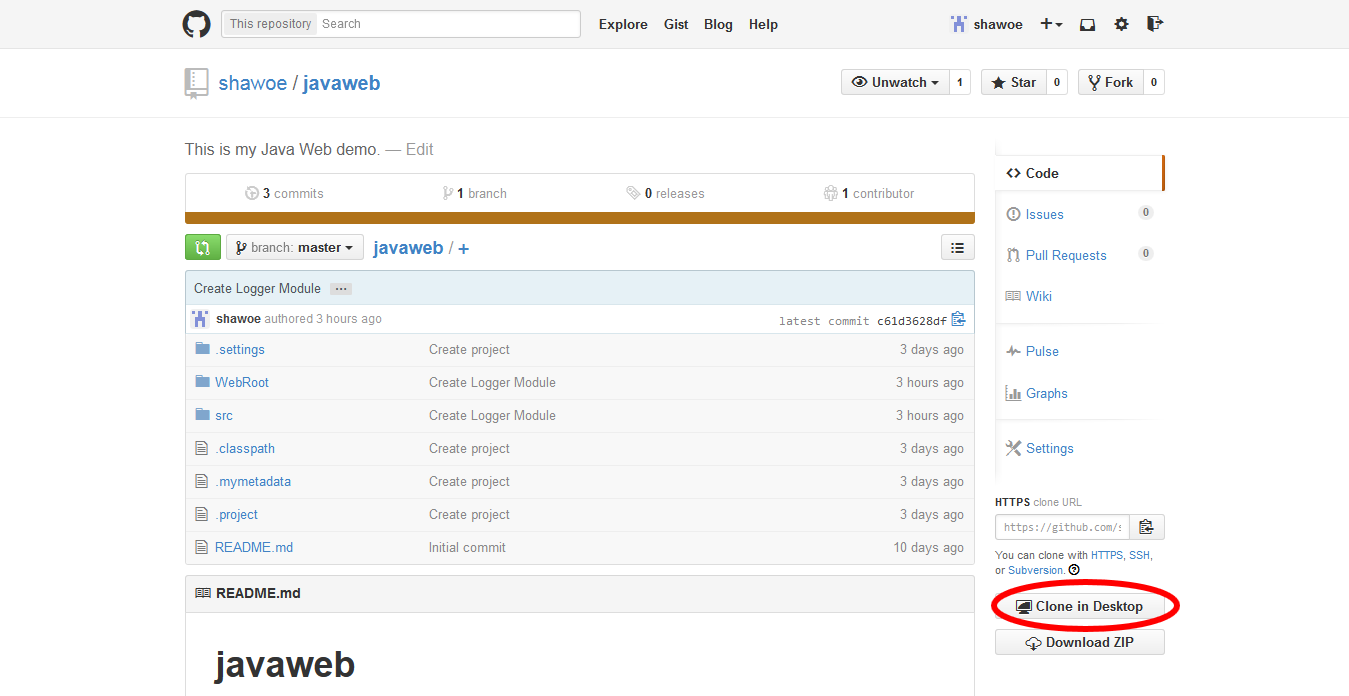 This repository Search Explore Gist Blog Help shawoe
shawoe / javaweb Unwatch 1 Star 0 Fork 0
This is my Java Web demo. — Edit
3 commits 1 branch 0 releases 1 contributor
branch: master javaweb / +
Create Logger Module ...
shawoe authored 3 hours ago latest commit c61d3628df
.settings Create project 3 days ago
WebRoot Create Logger Module 3 hours ago
src Create Logger Module 3 hours ago
.classpath Create project 3 days ago
.mymetadata Create project 3 days ago
.project Create project 3 days ago
README.md Initial commit 10 days ago
README.md
javaweb
Code
Issues 0
Pull Requests 0
Wiki
Pulse
Graphs
Settings
HTTPS clone URL
https://github.com/s
You can clone with HTTPS, SSH,
or Subversion.
Clone in Desktop
Download ZIP